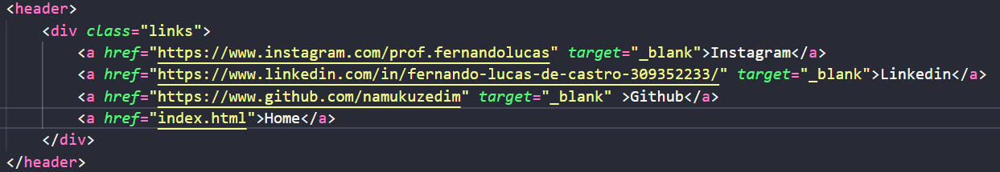 <header>
<div class="links">
<a href="https://www.instagram.com/prof.fernandolucas" target="_blank">Instagram</a>
<a href="https://www.linkedin.com/in/fernando-lucas-de-castro-309352233/" target="_blank">Linkedin</a>
<a href="https://www.github.com/namukuzedim" target="_blank" >Github</a>
<a href="index.html">Home</a>
</div>
</header>